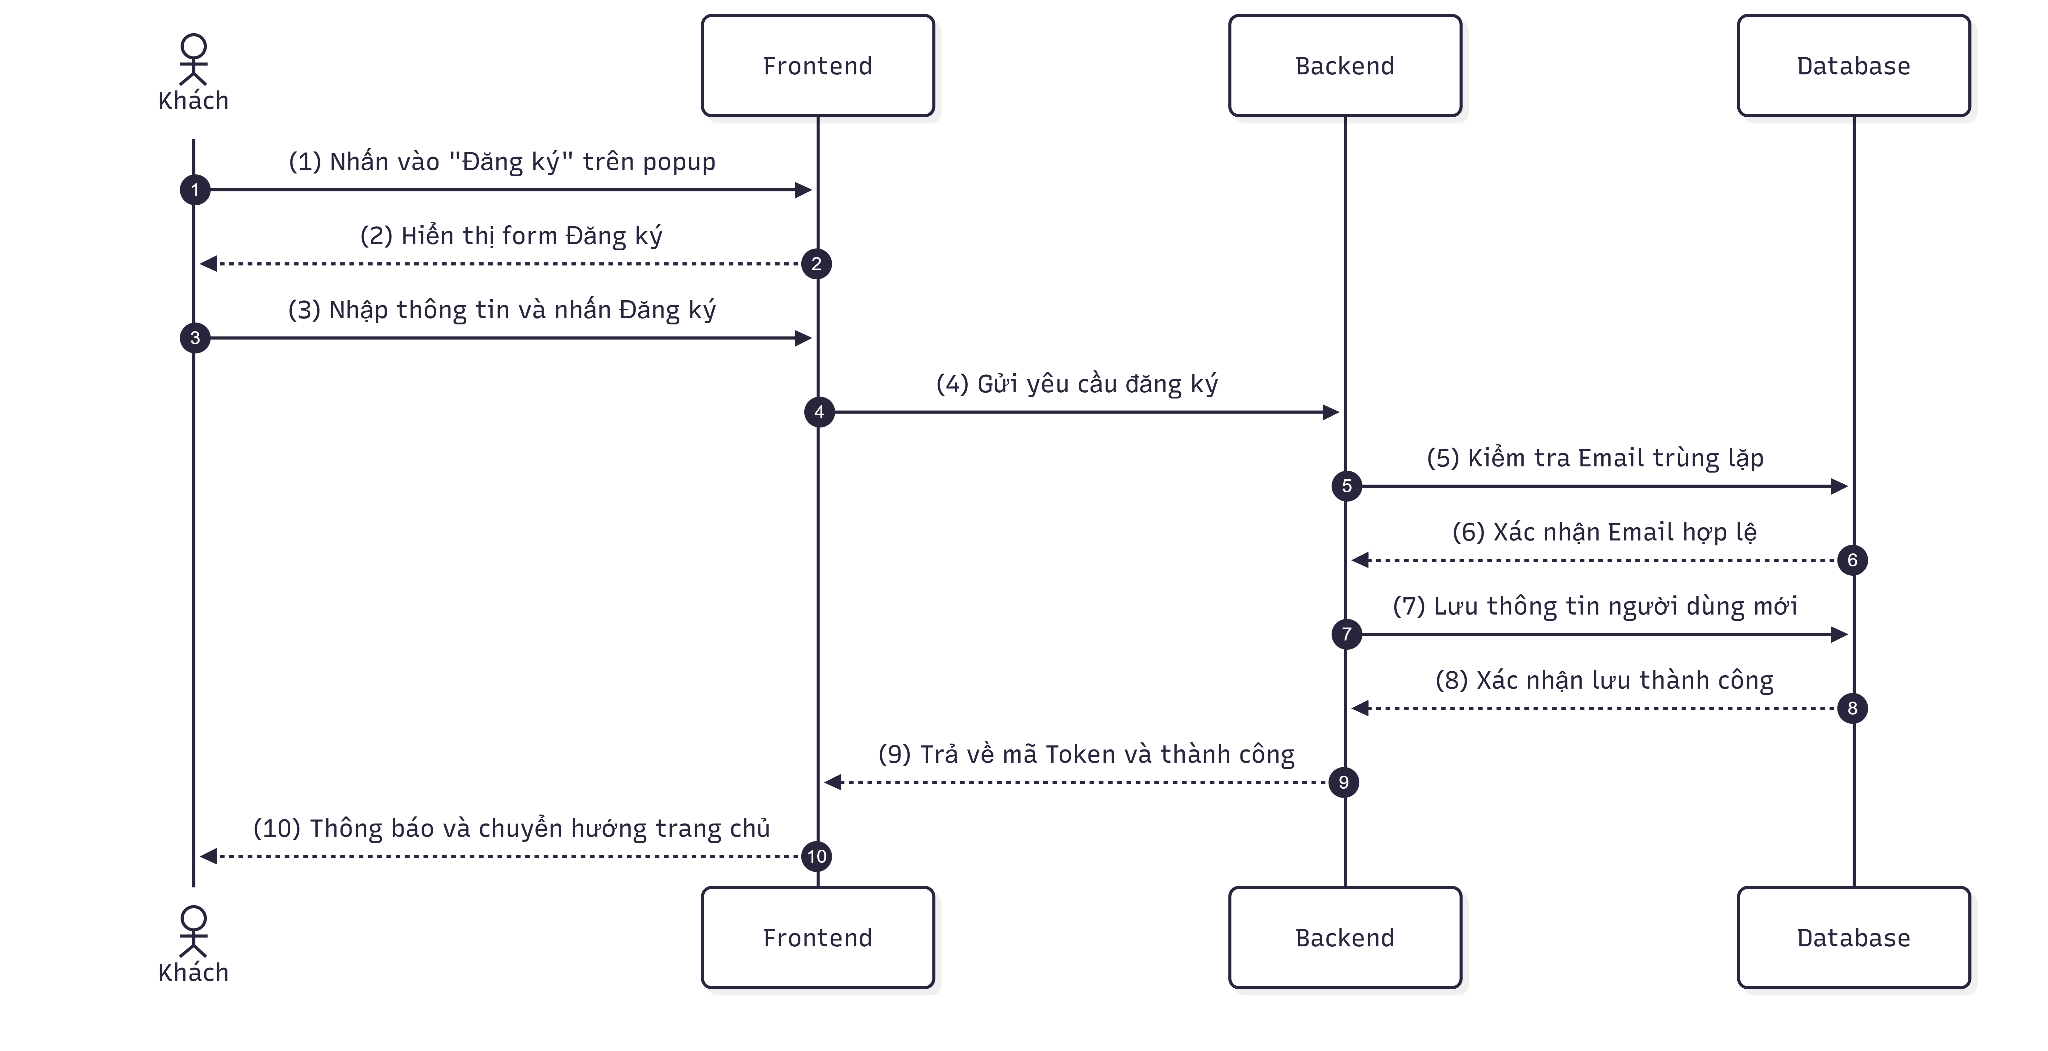 Khách
Frontend
Backend
Database
(1) Nhấn vào "Đăng ký" trên popup
1
(2) Hiển thị form Đăng ký
2
(3) Nhập thông tin và nhấn Đăng ký
3
(4) Gửi yêu cầu đăng ký
4
(5) Kiểm tra Email trùng lặp
5
(6) Xác nhận Email hợp lệ
6
(7) Lưu thông tin người dùng mới
7
(8) Xác nhận lưu thành công
8
(9) Trả về mã Token và thành công
9
(10) Thông báo và chuyển hướng trang chủ
10
Khách
Frontend
Backend
Database